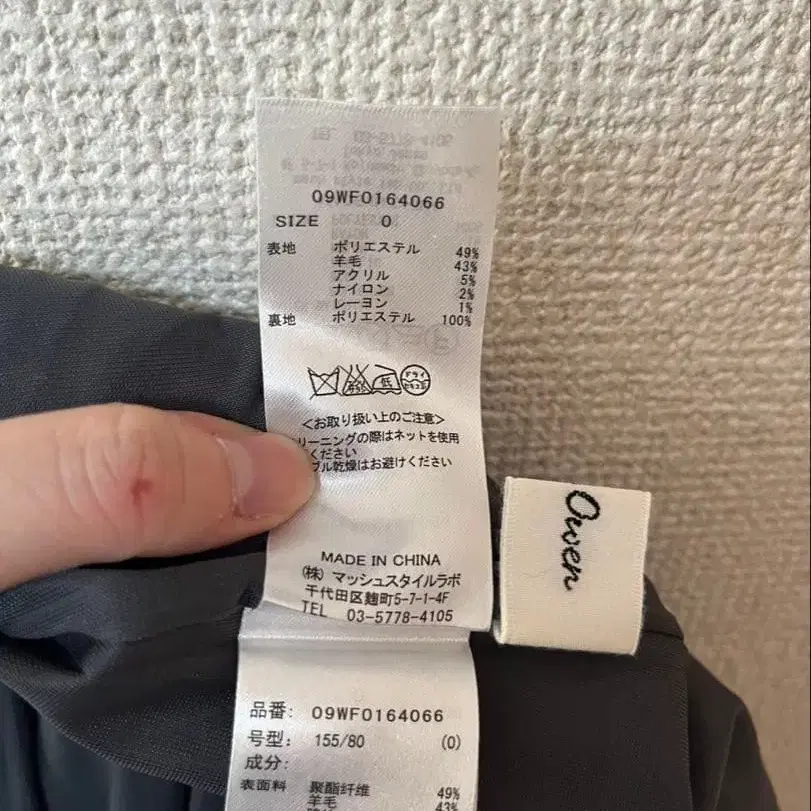 09WF0164066
SIZE 0
表地 ポリエステル 49%
羊毛 43%
アクリル 5%
ナイロン 2%
レーヨン 1%
裏地 ポリエステル 100%
低 ドライ
<お取り扱い上のご注意>
リーニングの際はネットを使用
ください
ブル乾燥はお避けください
MADE IN CHINA
(株) マッシュスタイルラボ
千代田区麹町5-7-1-4F
TEL 03-5778-4105
Owen
品番: 09WF0164066
号型: 155/80 (0)
成分:
表面料 聚酯纤维 49%
羊毛 43%